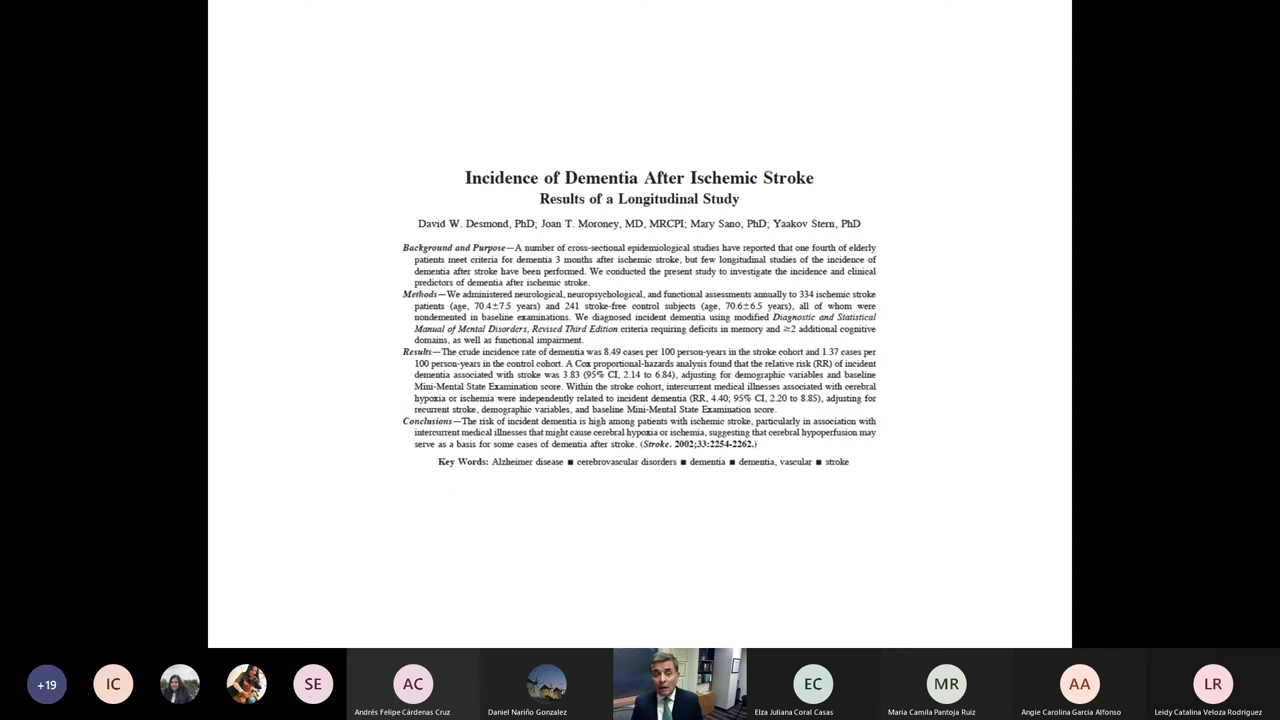 Incidence of Dementia After Ischemic Stroke
Results of a Longitudinal Study
David W. Desmond, PhD; Joan T. Moroney, MD, MRCPI; Mary Sano, PhD; Yaakov Stern, PhD
Background and Purpose—A number of cross-sectional epidemiological studies have reported that one fourth of elderly
patients meet criteria for dementia 3 months after ischemic stroke, but few longitudinal studies of the incidence of
dementia after stroke have been performed. We conducted the present study to investigate the incidence and clinical
predictors of dementia after ischemic stroke.
Methods—We administered neurological, neuropsychological, and functional assessments annually to 334 ischemic stroke
patients (age, 70.4±7.5 years) and 241 stroke-free control subjects (age, 70.6±6.5 years), all of whom were
nondemented in baseline examinations. We diagnosed incident dementia using modified Diagnostic and Statistical
Manual of Mental Disorders, Revised Third Edition criteria requiring deficits in memory and ≥2 additional cognitive
domains, as well as functional impairment.
Results—The crude incidence rate of dementia was 8.49 cases per 100 person-years in the stroke cohort and 1.37 cases per
100 person-years in the control cohort. A Cox proportional-hazards analysis found that the relative risk (RR) of incident
dementia associated with stroke was 3.83 (95% CI, 2.14 to 6.84), adjusting for demographic variables and baseline
Mini-Mental State Examination score. Within the stroke cohort, intercurrent medical illnesses associated with cerebral
hypoxia or ischemia were independently related to incident dementia (RR, 4.40; 95% CI, 2.20 to 8.85), adjusting for
recurrent stroke, demographic variables, and baseline Mini-Mental State Examination score.
Conclusions—The risk of incident dementia is high among patients with ischemic stroke, particularly in association with
intercurrent medical illnesses that might cause cerebral hypoxia or ischemia, suggesting that cerebral hypoperfusion may
serve as a basis for some cases of dementia after stroke. (Stroke. 2002;33:2254-2262.)
Key Words: Alzheimer disease ■ cerebrovascular disorders ■ dementia ■ dementia, vascular ■ stroke
+19 IC SE AC EC MR AA LR
Andrés Felipe Cárdenas Cruz Daniel Nariño Gonzalez Elza Juliana Coral Casas Maria Camila Pantoja Ruiz Angie Carolina Garcia Alfonso Leidy Catalina Veloza Rodriguez